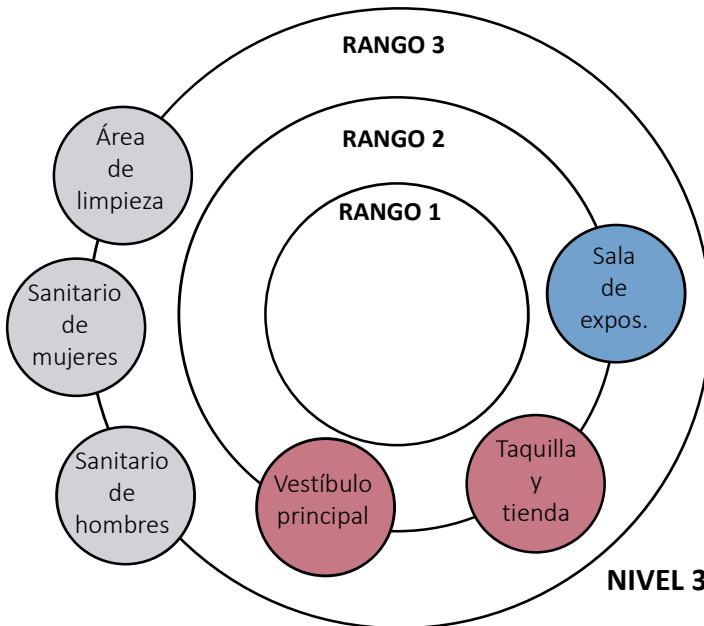 RANGO 3
RANGO 2
RANGO 1
Área
de
limpieza
Sanitario
de
mujeres
Sanitario
de
hombres
Sala
de
expos.
Taquilla
y
tienda
Vestíbulo
principal
NIVEL 3